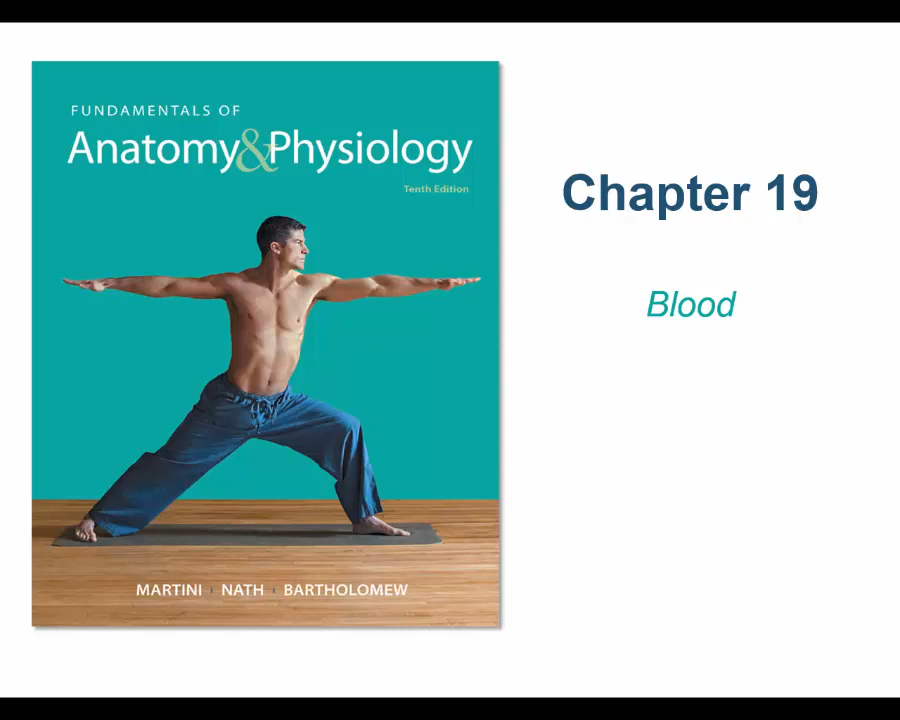 FUNDAMENTALS OF
Anatomy & Physiology
Tenth Edition
MARTINI NATH BARTHOLOMEW
Chapter 19
Blood